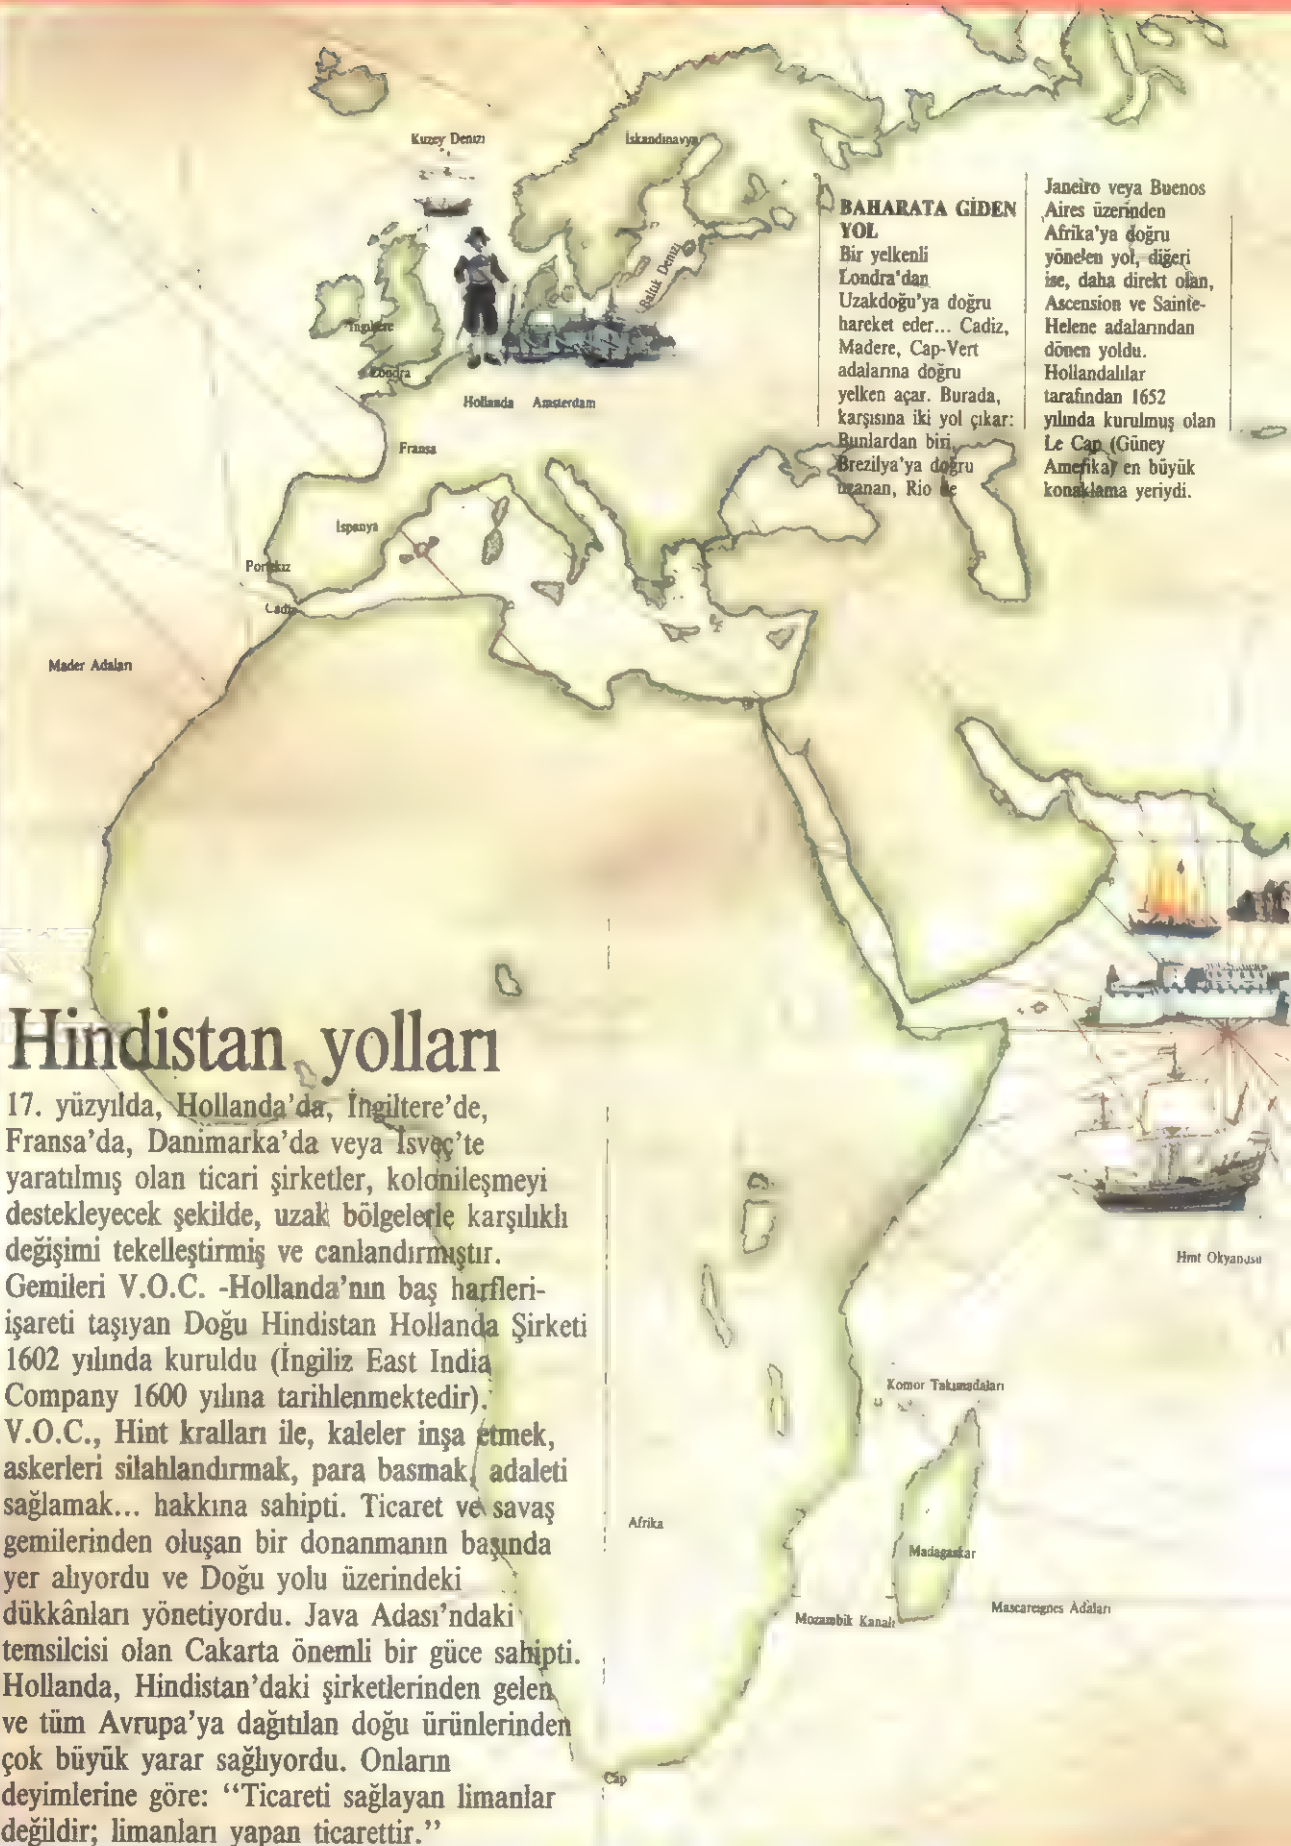 Kuzey Denizi
İskandinavya
Baltık Denizi
İngiltere
Londra
Hollanda Amsterdam
Fransa
İspanya
Portekiz
Cadiz
Mader Adaları
BAHARATA GİDEN
YOL
Bir yelkenli
Londra'dan
Uzakdoğu'ya doğru
hareket eder... Cadiz,
Madere, Cap-Vert
adalarına doğru
yelken açar. Burada,
karşısına iki yol çıkar:
Bunlardan biri,
Brezilya'ya doğru
uzanan, Rio de
Janeiro veya Buenos
Aires üzerinden
Afrika'ya doğru
yönelen yol, diğeri
ise, daha direkt olan,
Ascension ve Sainte-
Helene adalarından
dönen yoldu.
Hollandalılar
tarafından 1652
yılında kurulmuş olan
Le Cap (Güney
Amerika) en büyük
konaklama yeriydi.
Hindistan yolları
17. yüzyılda, Hollanda'da, İngiltere'de,
Fransa'da, Danimarka'da veya İsveç'te
yaratılmış olan ticari şirketler, kolonileşmeyi
destekleyecek şekilde, uzak bölgelerle karşılıklı
değişimi tekelleştirmiş ve canlandırmıştır.
Gemileri V.O.C. -Hollanda'nın baş harfleri-
işareti taşıyan Doğu Hindistan Hollanda Şirketi
1602 yılında kuruldu (İngiliz East India
Company 1600 yılına tarihlenmektedir).
V.O.C., Hint kralları ile, kaleler inşa etmek,
askerleri silahlandırmak, para basmak, adaleti
sağlamak... hakkına sahipti. Ticaret ve savaş
gemilerinden oluşan bir donanmanın başında
yer alıyordu ve Doğu yolu üzerindeki
dükkânları yönetiyordu. Java Adası'ndaki
temsilcisi olan Cakarta önemli bir güce sahipti.
Hollanda, Hindistan'daki şirketlerinden gelen
ve tüm Avrupa'ya dağıtılan doğu ürünlerinden
çok büyük yarar sağlıyordu. Onların
deyimlerine göre: “Ticareti sağlayan limanlar
değildir; limanları yapan ticarettir.”
Hint Okyanusu
Komor Takımadaları
Afrika
Madagaskar
Mozambik Kanalı
Mascareignes Adaları
Cap